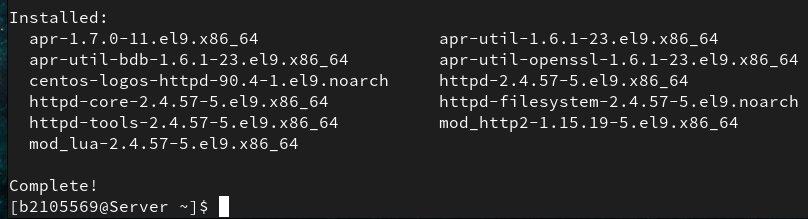 Installed:
apr-1.7.0-11.el9.x86_64 apr-util-1.6.1-23.el9.x86_64
apr-util-bdb-1.6.1-23.el9.x86_64 apr-util-openssl-1.6.1-23.el9.x86_64
centos-logos-httpd-90.4-1.el9.noarch httpd-2.4.57-5.el9.x86_64
httpd-core-2.4.57-5.el9.x86_64 httpd-filesystem-2.4.57-5.el9.noarch
httpd-tools-2.4.57-5.el9.x86_64 mod_http2-1.15.19-5.el9.x86_64
mod_lua-2.4.57-5.el9.x86_64
Complete!
[b2105569@Server ~]$